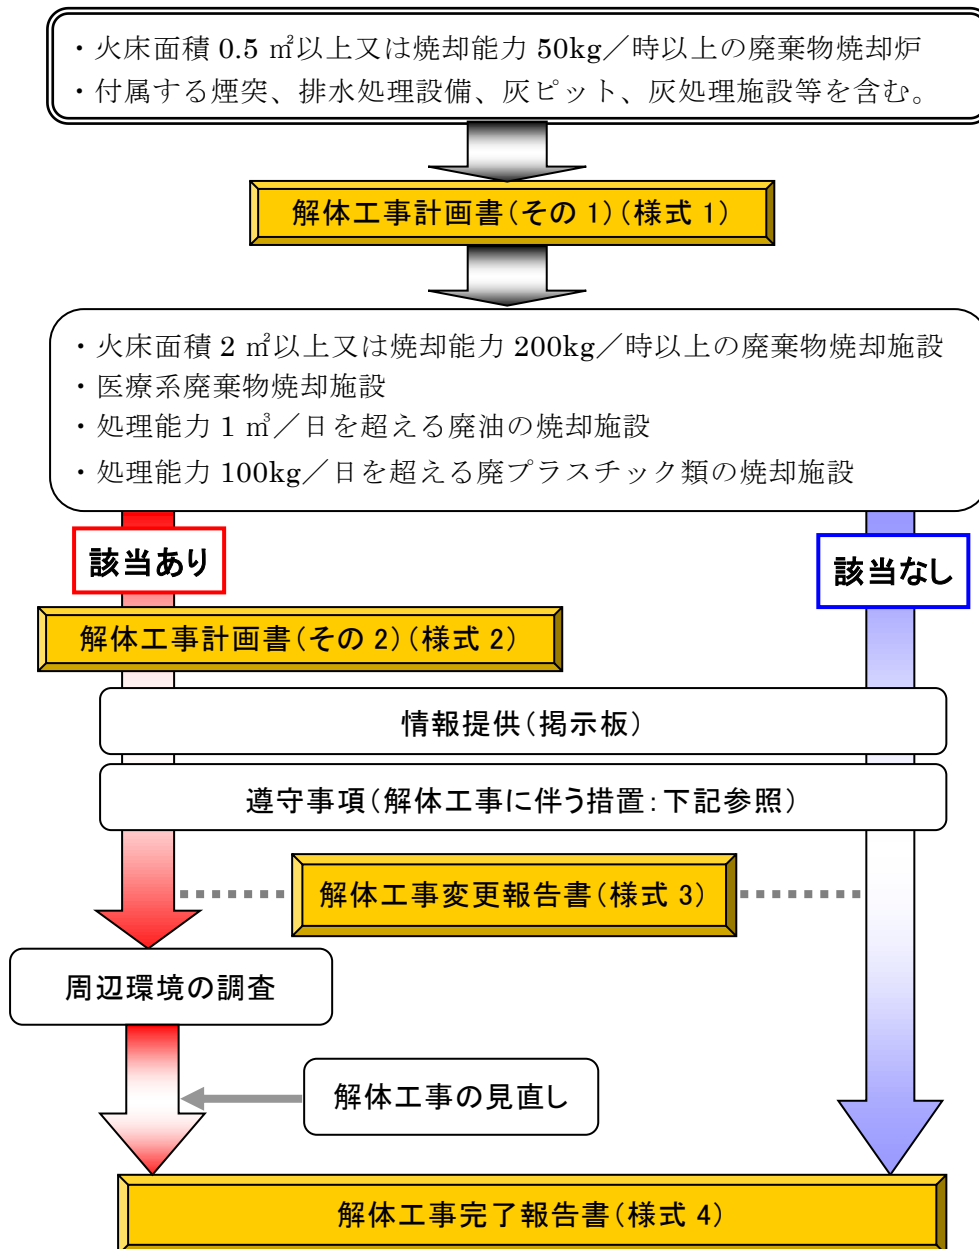 ・火床面積 0.5 ㎡以上又は焼却能力 50kg／時以上の廃棄物焼却炉
・付属する煙突、排水処理設備、灰ピット、灰処理施設等を含む。
解体工事計画書(その 1)(様式 1)
・火床面積 2 ㎡以上又は焼却能力 200kg／時以上の廃棄物焼却施設
・医療系廃棄物焼却施設
・処理能力 1 ㎥／日を超える廃油の焼却施設
・処理能力 100kg／日を超える廃プラスチック類の焼却施設
該当あり
該当なし
解体工事計画書(その 2)(様式 2)
情報提供(掲示板)
遵守事項(解体工事に伴う措置：下記参照)
解体工事変更報告書(様式 3)
周辺環境の調査
解体工事の見直し
解体工事完了報告書(様式 4)